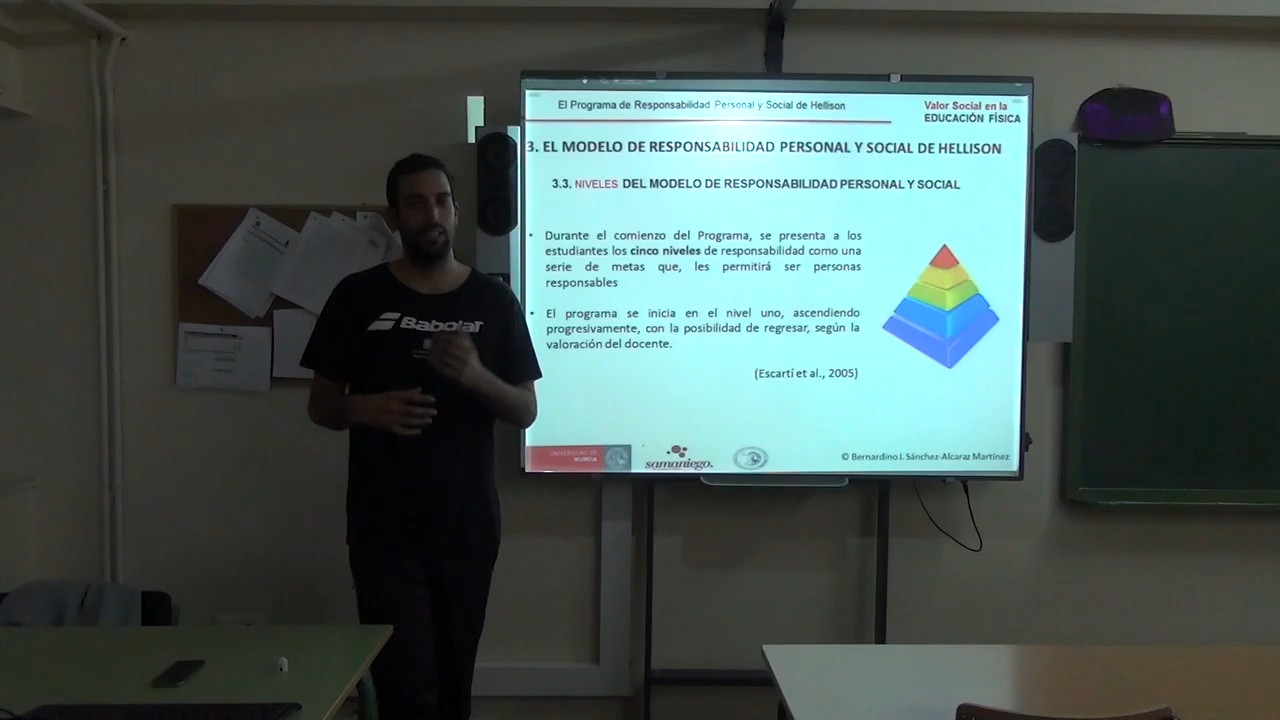 El Programa de Responsabilidad Personal y Social de Hellison
Valor Social en la
EDUCACIÓN FÍSICA
3. EL MODELO DE RESPONSABILIDAD PERSONAL Y SOCIAL DE HELLISON
3.3. NIVELES DEL MODELO DE RESPONSABILIDAD PERSONAL Y SOCIAL
• Durante el comienzo del Programa, se presenta a los
estudiantes los cinco niveles de responsabilidad como una
serie de metas que, les permitirá ser personas
responsables
• El programa se inicia en el nivel uno, ascendiendo
progresivamente, con la posibilidad de regresar, según la
valoración del docente.
(Escartí et al., 2005)
UNIVERSIDAD DE
MURCIA
samaniego.
© Bernardino J. Sánchez-Alcaraz Martínez
Babolat